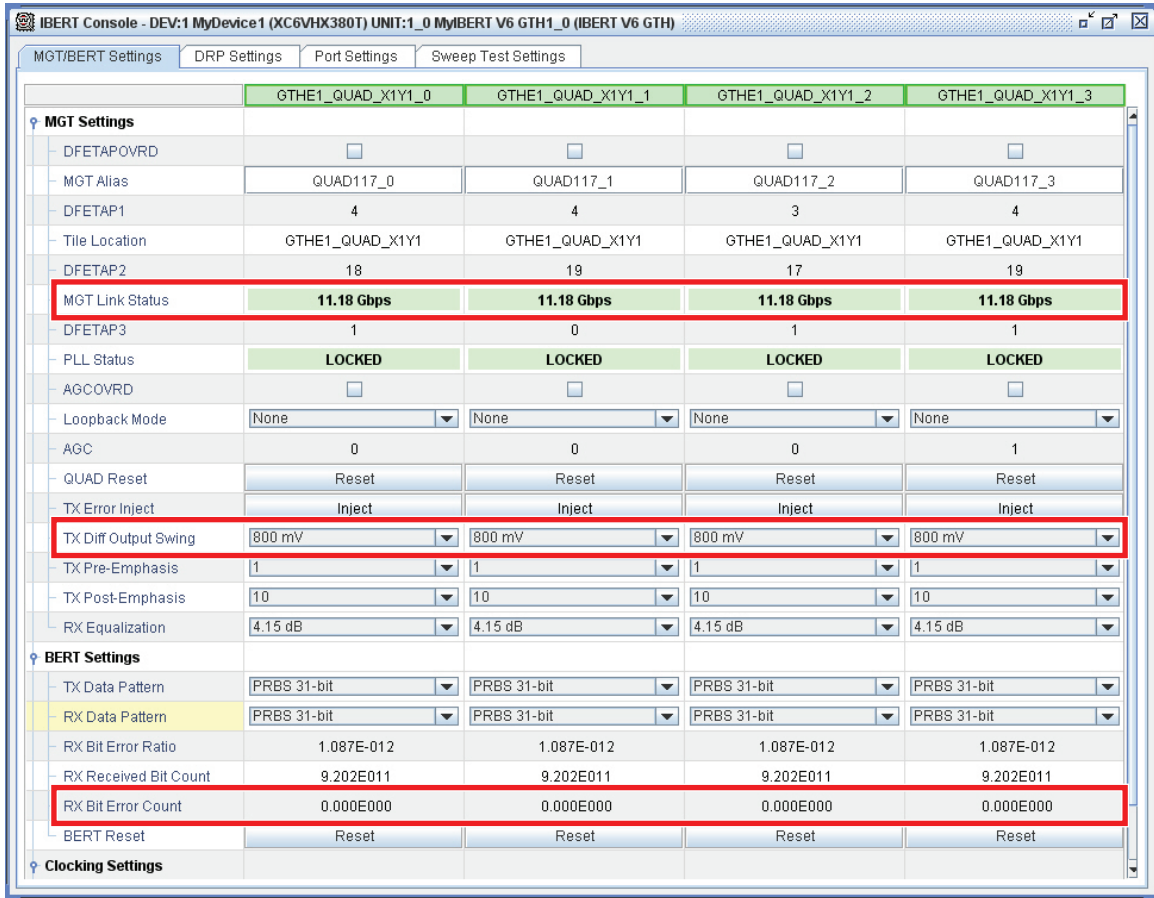 IBERT Console - DEV:1 MyDevice1 (XC6VHX380T) UNIT:1_0 MyIBERT V6 GTH1_0 (IBERT V6 GTH)
MGT/BERT Settings DRP Settings Port Settings Sweep Test Settings
GTHE1_QUAD_X1Y1_0 GTHE1_QUAD_X1Y1_1 GTHE1_QUAD_X1Y1_2 GTHE1_QUAD_X1Y1_3
MGT Settings
DFETAPOVRD
MGT Alias QUAD117_0 QUAD117_1 QUAD117_2 QUAD117_3
DFETAP1 4 4 3 4
Tile Location GTHE1_QUAD_X1Y1 GTHE1_QUAD_X1Y1 GTHE1_QUAD_X1Y1 GTHE1_QUAD_X1Y1
DFETAP2 18 19 17 19
MGT Link Status 11.18 Gbps 11.18 Gbps 11.18 Gbps 11.18 Gbps
DFETAP3 1 0 1 1
PLL Status LOCKED LOCKED LOCKED LOCKED
AGCOVRD
Loopback Mode None None None None
AGC 0 0 0 1
QUAD Reset Reset Reset Reset Reset
TX Error Inject Inject Inject Inject Inject
TX Diff Output Swing 800 mV 800 mV 800 mV 800 mV
TX Pre-Emphasis 1 1 1 1
TX Post-Emphasis 10 10 10 10
RX Equalization 4.15 dB 4.15 dB 4.15 dB 4.15 dB
BERT Settings
TX Data Pattern PRBS 31-bit PRBS 31-bit PRBS 31-bit PRBS 31-bit
RX Data Pattern PRBS 31-bit PRBS 31-bit PRBS 31-bit PRBS 31-bit
RX Bit Error Ratio 1.087E-012 1.087E-012 1.087E-012 1.087E-012
RX Received Bit Count 9.202E011 9.202E011 9.202E011 9.202E011
RX Bit Error Count 0.000E000 0.000E000 0.000E000 0.000E000
BERT Reset Reset Reset Reset Reset
Clocking Settings